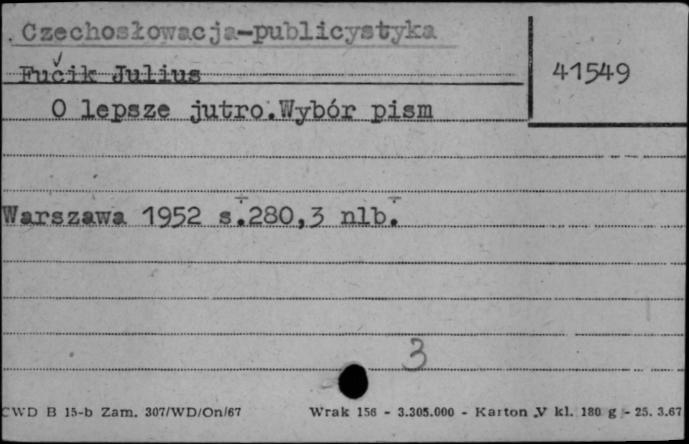 Czechosłowacja-publicystyka
Fučik Julius
41549
O lepsze jutro.Wybór pism
Warszawa 1952 s.280,3 nlb.
3
CWD B 15-b Zam. 307/WD/On/67 Wrak 156 - 3.305.000 - Karton V kl. 180 g - 25. 3.67